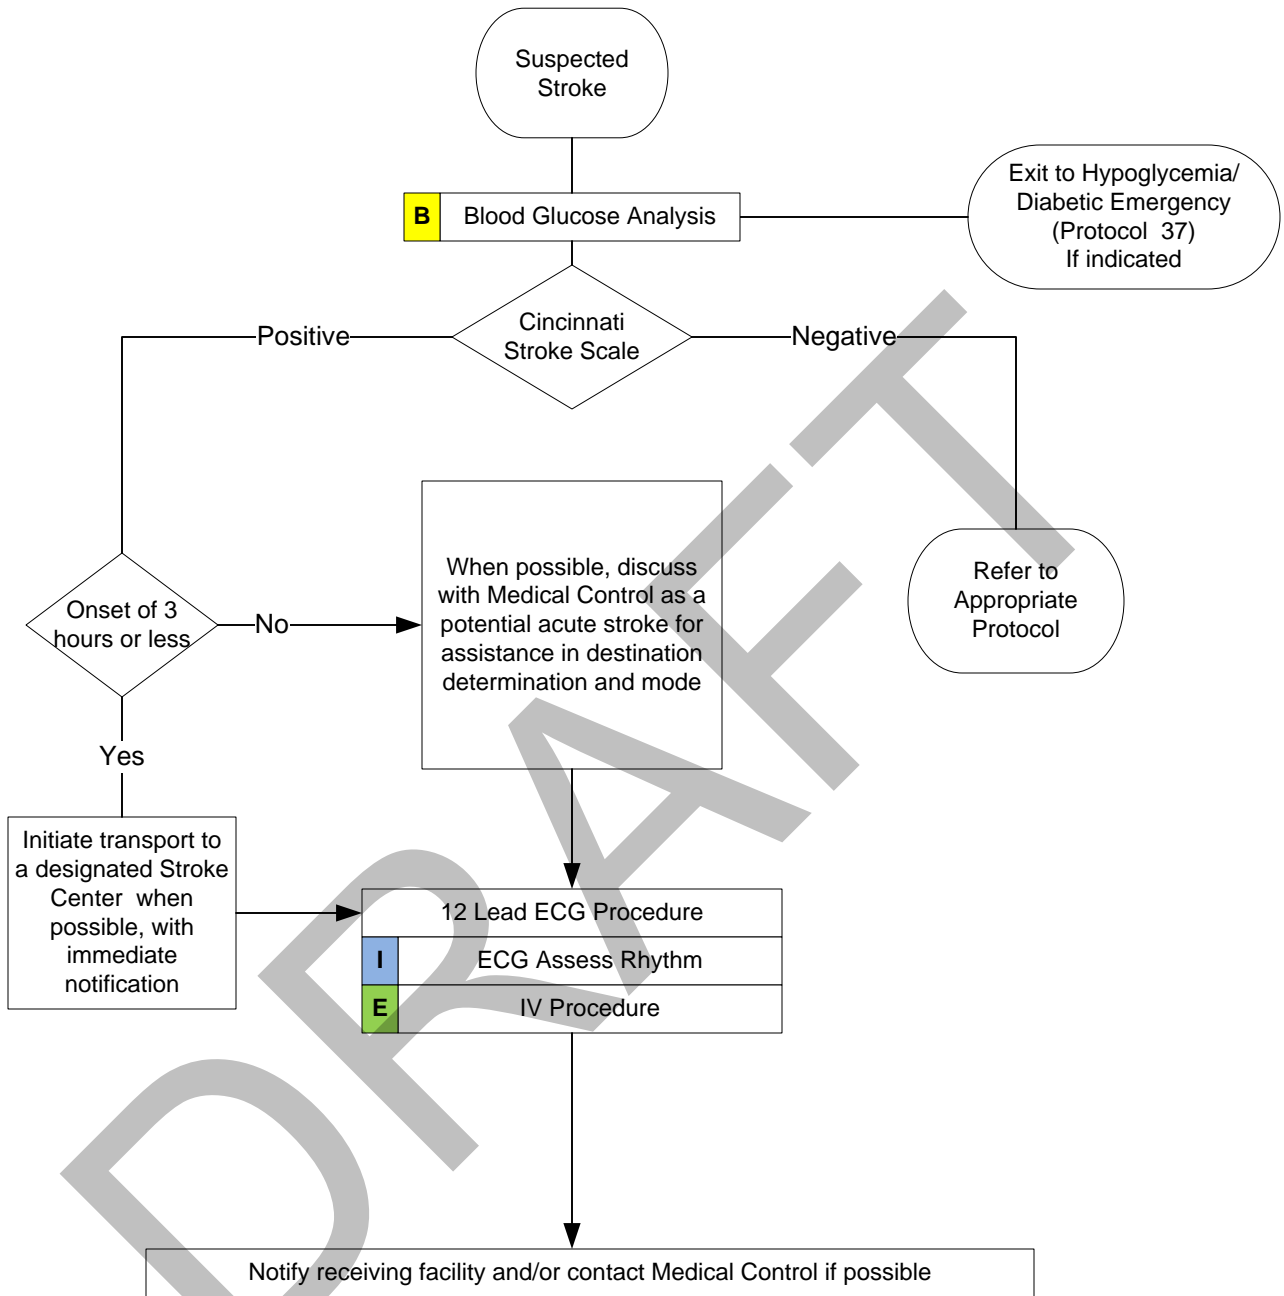 Suspected
Stroke
Exit to Hypoglycemia/
Diabetic Emergency
(Protocol 37)
If indicated
B Blood Glucose Analysis
Cincinnati
Stroke Scale
Positive
Negative
When possible, discuss
with Medical Control as a
potential acute stroke for
assistance in destination
determination and mode
Refer to
Appropriate
Protocol
Onset of 3
hours or less
No
Yes
Initiate transport to
a designated Stroke
Center when
possible, with
immediate
notification
12 Lead ECG Procedure
I ECG Assess Rhythm
E IV Procedure
Notify receiving facility and/or contact Medical Control if possible
DRAFT